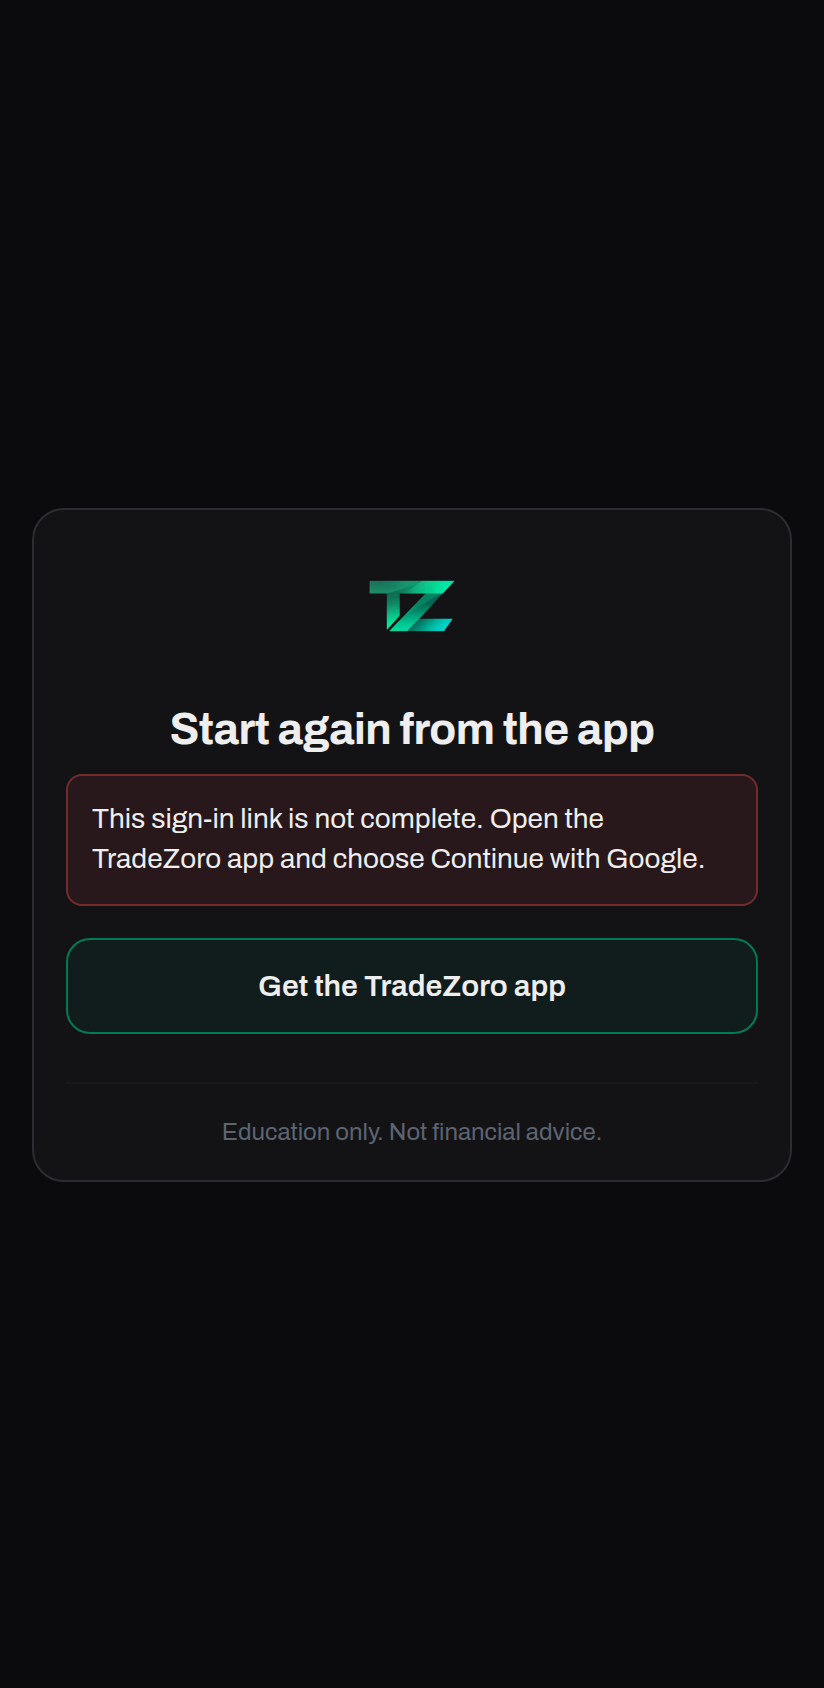 TZ
Start again from the app
This sign-in link is not complete. Open the
TradeZoro app and choose Continue with Google.
Get the TradeZoro app
Education only. Not financial advice.